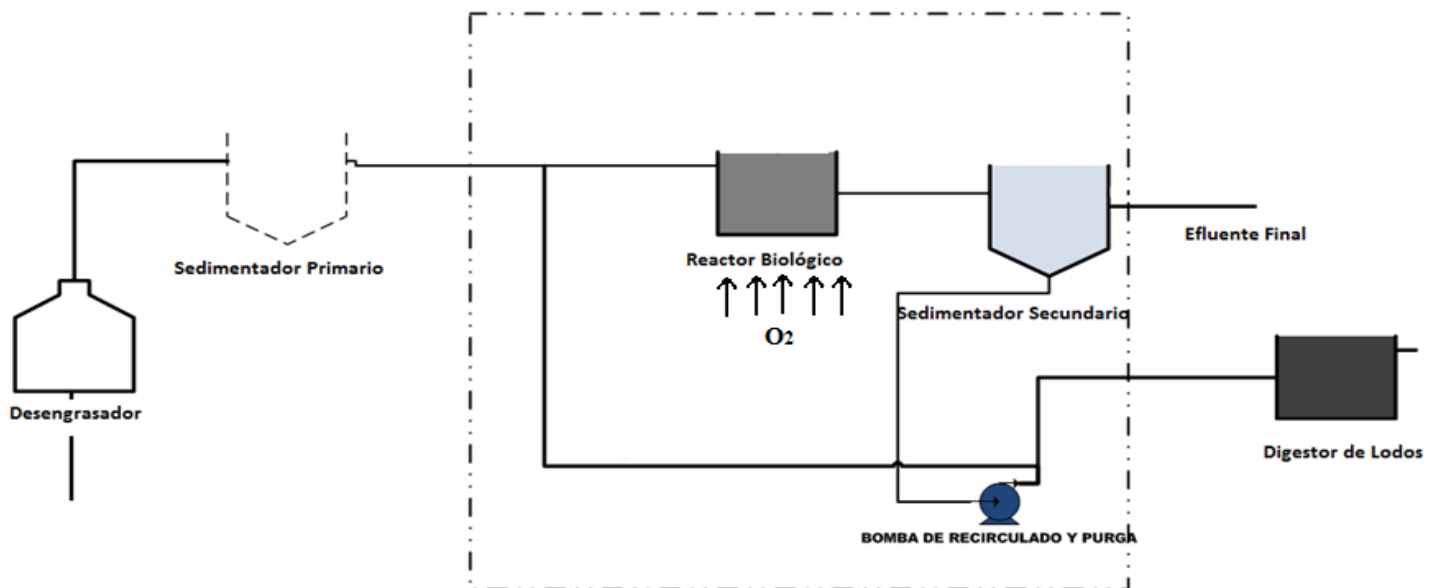 Sedimentador Primario
Desengrasador
Reactor Biológico
O2
Sedimentador Secundario
Efluente Final
Digestor de Lodos
BOMBA DE RECIRCULADO Y PURGA